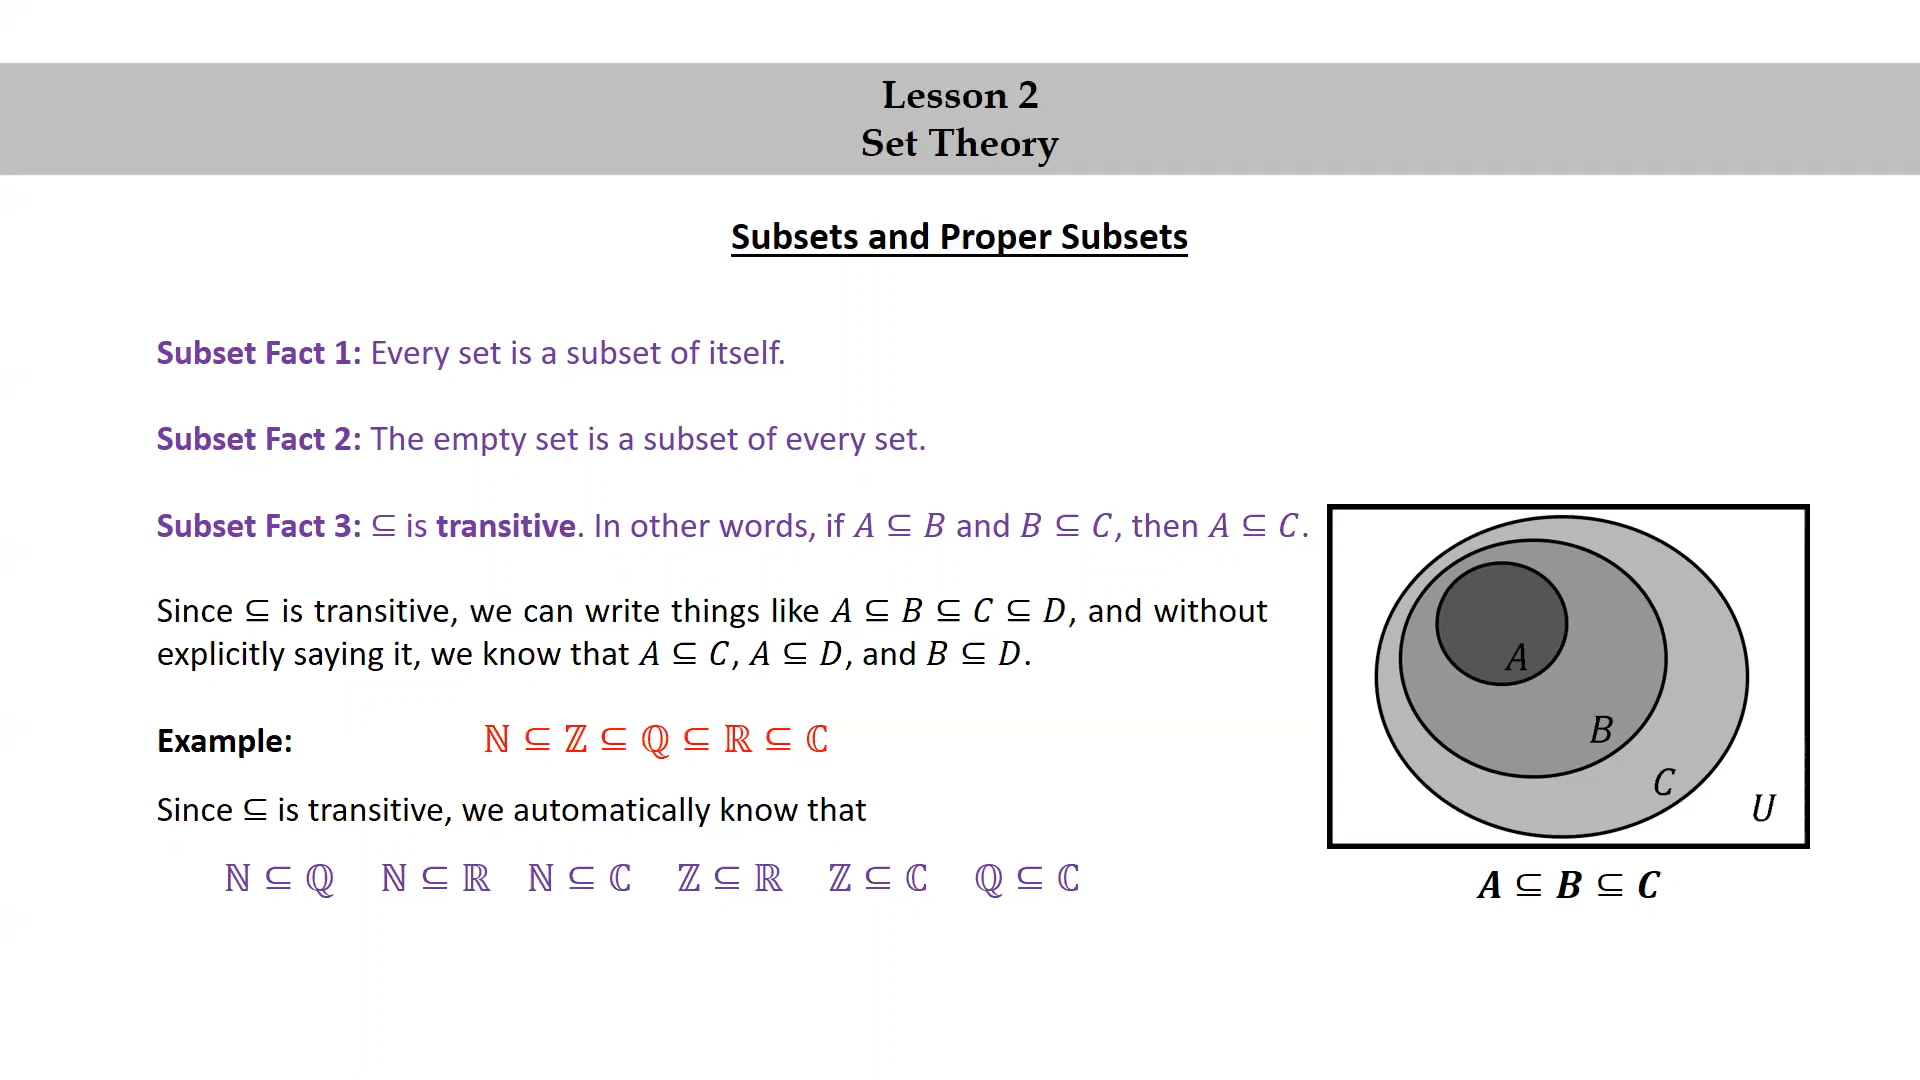 Lesson 2
Set Theory
Subsets and Proper Subsets
Subset Fact 1: Every set is a subset of itself.
Subset Fact 2: The empty set is a subset of every set.
Subset Fact 3: ⊆ is transitive. In other words, if A ⊆ B and B ⊆ C, then A ⊆ C.
Since ⊆ is transitive, we can write things like A ⊆ B ⊆ C ⊆ D, and without
explicitly saying it, we know that A ⊆ C, A ⊆ D, and B ⊆ D.
Example: ℕ ⊆ ℤ ⊆ ℚ ⊆ ℝ ⊆ ℂ
Since ⊆ is transitive, we automatically know that
ℕ ⊆ ℚ ℕ ⊆ ℝ ℕ ⊆ ℂ ℤ ⊆ ℝ ℤ ⊆ ℂ ℚ ⊆ ℂ
A
B
C
U
A ⊆ B ⊆ C